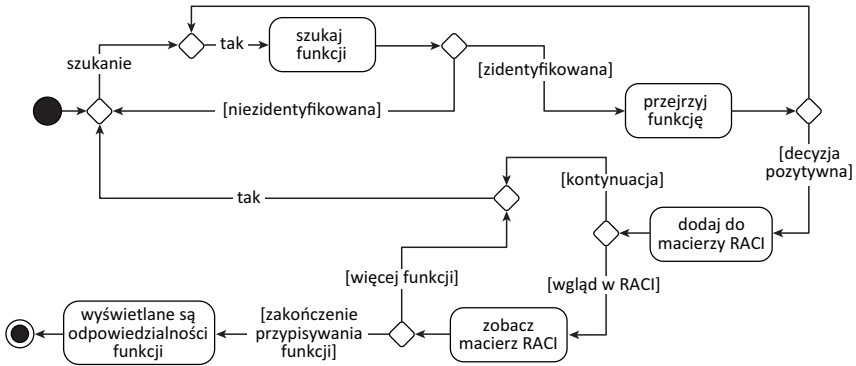 szukanie
tak
szukaj
funkcji
[zidentyfikowana]
[niezidentyfikowana]
przejrzyj
funkcję
[decyzja
pozytywna]
[kontynuacja]
tak
dodaj do
macierzy RACI
[więcej funkcji]
[wgląd w RACI]
wyświetlane są
odpowiedzialności
funkcji
[zakończenie
przypisywania
funkcji]
zobacz
macierz RACI